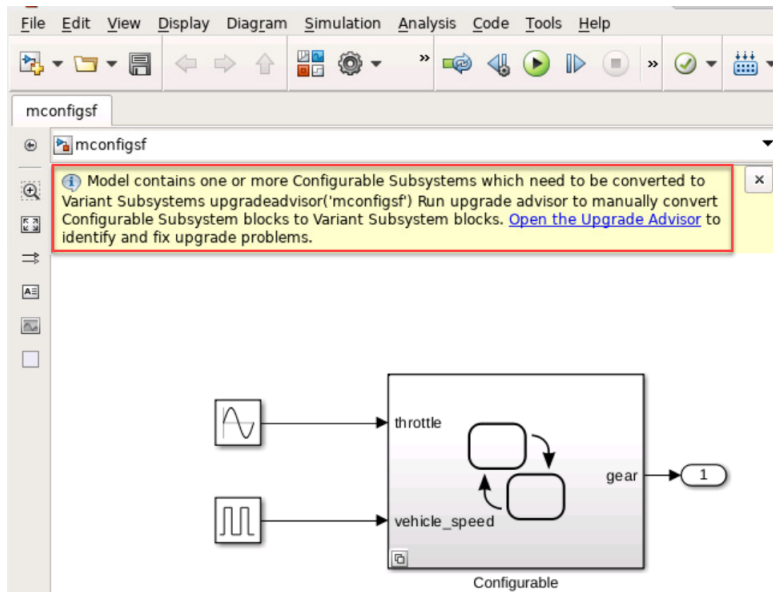 File Edit View Display Diagram Simulation Analysis Code Tools Help
» »
mconfigsf
mconfigsf
Model contains one or more Configurable Subsystems which need to be converted to
Variant Subsystems upgradeadvisor('mconfigsf') Run upgrade advisor to manually convert
Configurable Subsystem blocks to Variant Subsystem blocks. Open the Upgrade Advisor to
identify and fix upgrade problems.
throttle
gear
1
vehicle_speed
Configurable